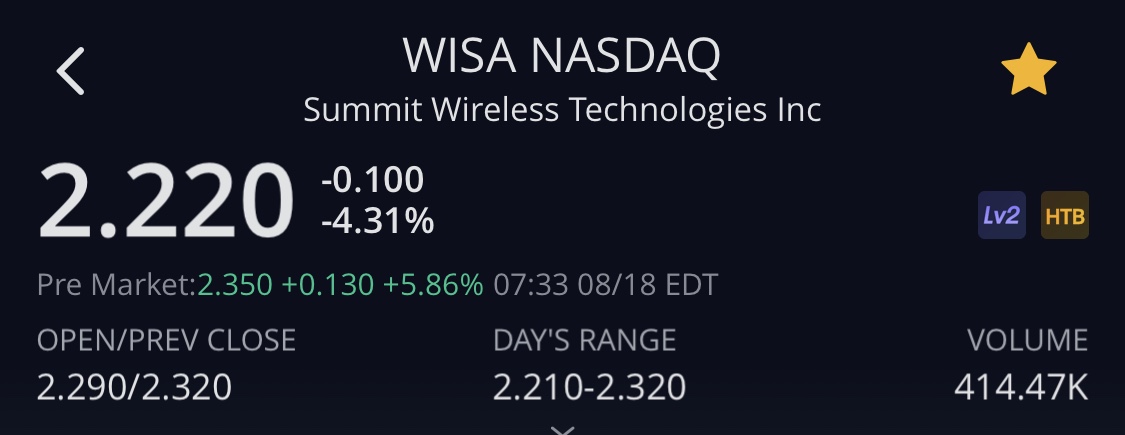 WISA NASDAQ
Summit Wireless Technologies Inc
2.220
-0.100
-4.31%
Lv2 HTB
Pre Market:2.350 +0.130 +5.86% 07:33 08/18 EDT
OPEN/PREV CLOSE DAY'S RANGE VOLUME
2.290/2.320 2.210-2.320 414.47K